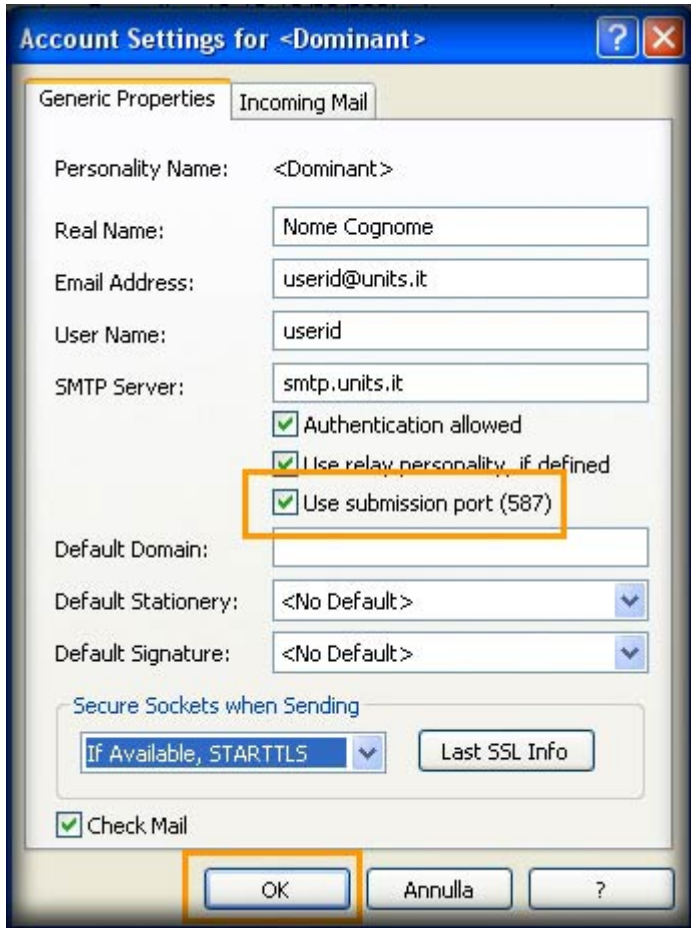 Account Settings for <Dominant>
?
Generic Properties
Incoming Mail
Personality Name: <Dominant>
Real Name: Nome Cognome
Email Address: userid@units.it
User Name: userid
SMTP Server: smtp.units.it
Authentication allowed
Use relay personality, if defined
Use submission port (587)
Default Domain:
Default Stationery: <No Default>
Default Signature: <No Default>
Secure Sockets when Sending
If Available, STARTTLS
Last SSL Info
Check Mail
OK
Annulla
?